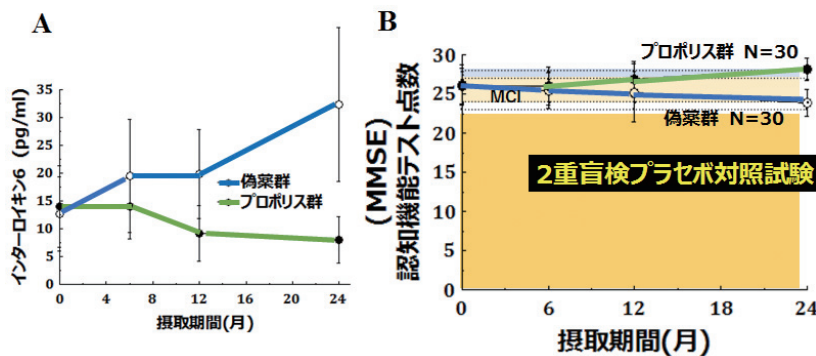 A
インターロイキン6 (pg/ml)
35
30
25
20
15
10
5
0
偽薬群
プロポリス群
0 4 8 12 16 20 24
摂取期間(月)
B
(MMSE)
認知機能テスト点数
30
25
20
15
10
5
0
プロポリス群 N=30
MCI
偽薬群 N=30
2重盲検プラセボ対照試験
0 6 12 24
摂取期間(月)